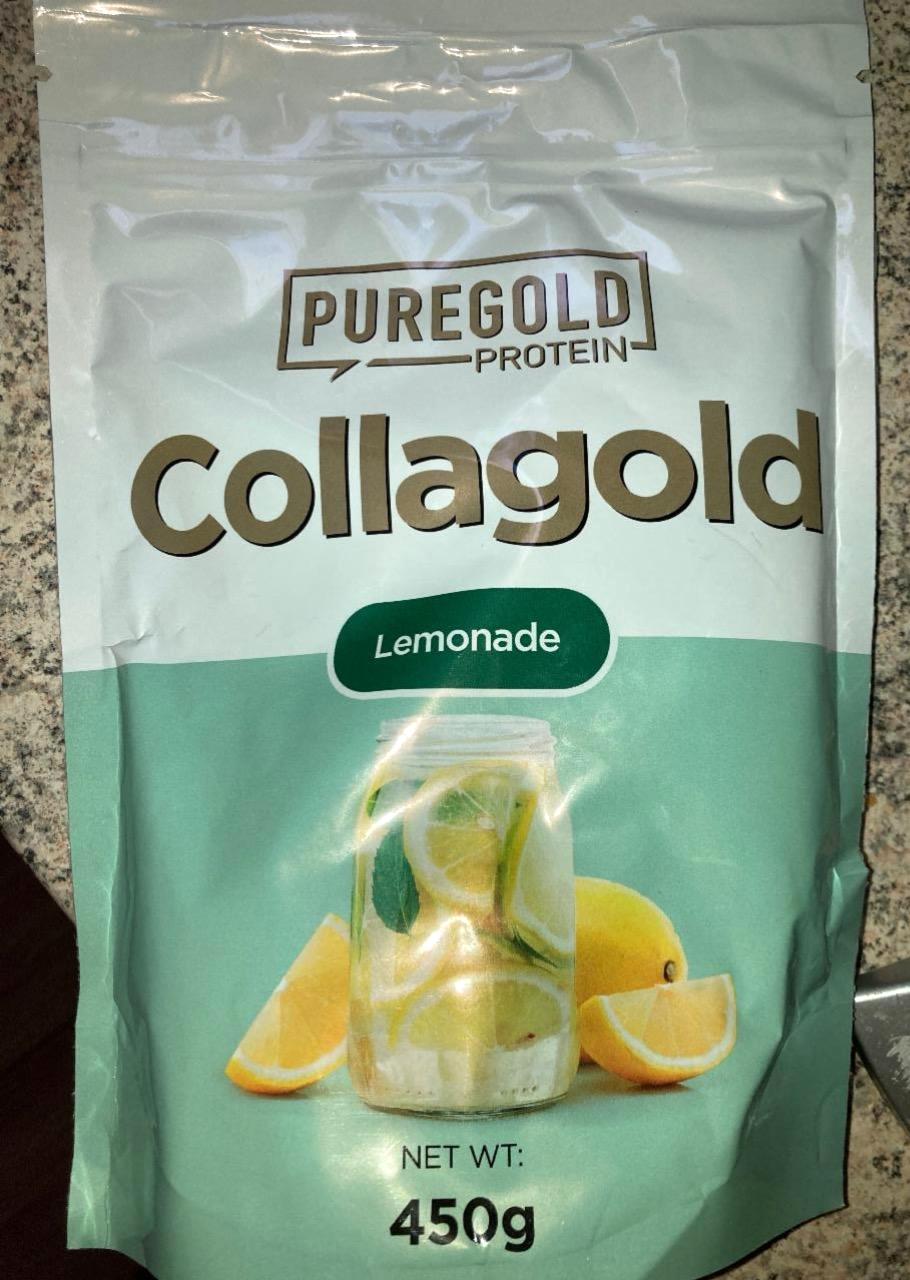 PUREGOLD
PROTEIN
Collagold
Lemonade
NET WT:
450g